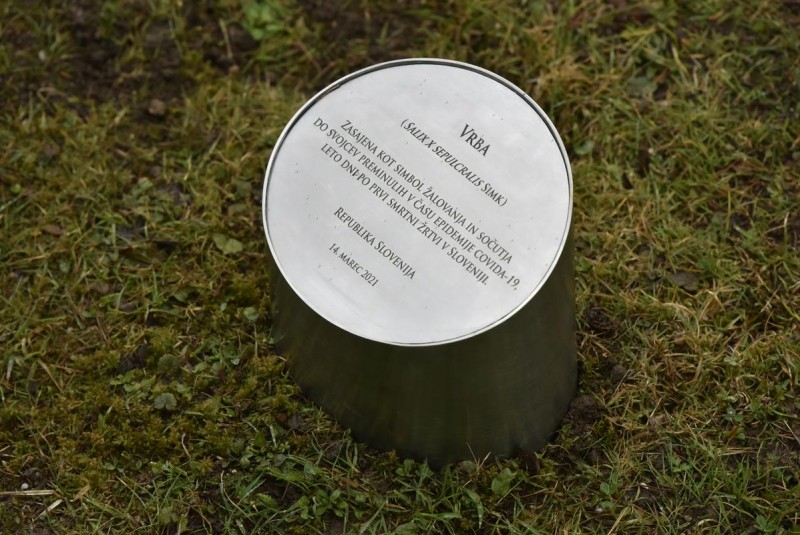 VRBA
(SALIX X SEPULCRALIS SIMK)
ZASAJENA KOT SIMBOL ŽALOVANJA IN SOČUTJA
DO SVOJCEV PREMINULIH V ČASU EPIDEMIJE COVIDA-19,
LETO DNI PO PRVI SMRTNI ŽRTVI V SLOVENIJI.
REPUBLIKA SLOVENIJA
14. MAREC 2021